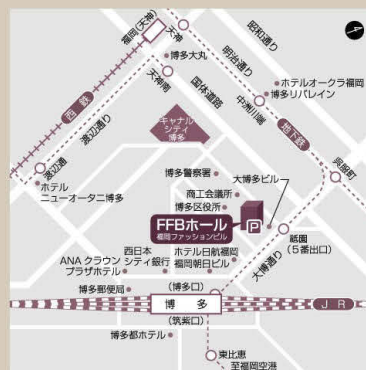 福岡(天神)
天神
昭和通り
明治通り
博多大丸
天神南
国体道路
ホテルオークラ福岡
博多リバレイン
中洲川端
西鉄
渡辺通り
キャナル
シティ
博多
地下鉄
呉服町
渡辺通
ホテル
ニューオータニ博多
博多警察署
大博多ビル
商工会議所
博多区役所
FFBホール
福岡ファッションビル
P
祇園
(5番出口)
大博通り
西日本
シティ銀行
ホテル日航福岡
福岡朝日ビル
ANA クラウン
プラザホテル
博多郵便局
(博多口)
博多
JR
(筑紫口)
博多都ホテル
東比恵
至福岡空港